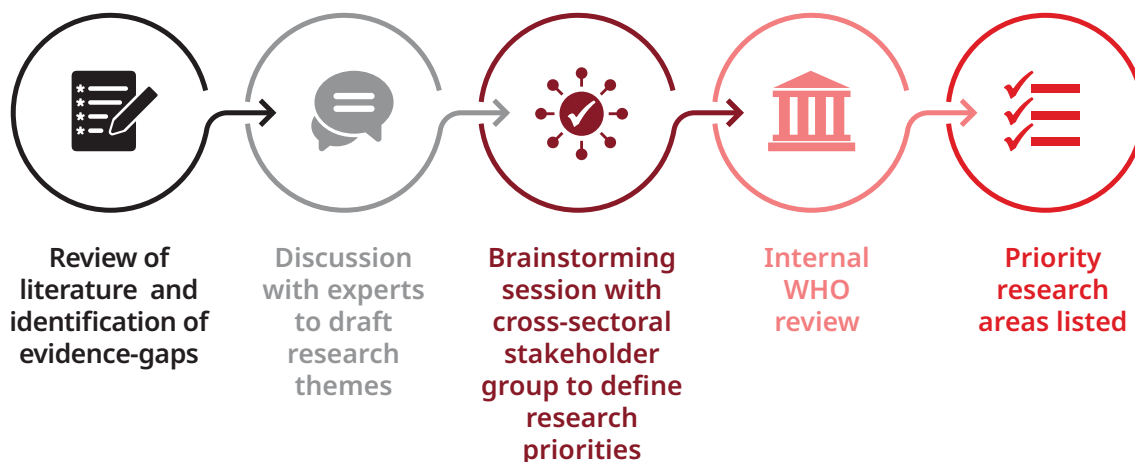 Review of
literature and
identification of
evidence-gaps
Discussion
with experts
to draft
research
themes
Brainstorming
session with
cross-sectoral
stakeholder
group to define
research
priorities
Internal
WHO
review
Priority
research
areas listed